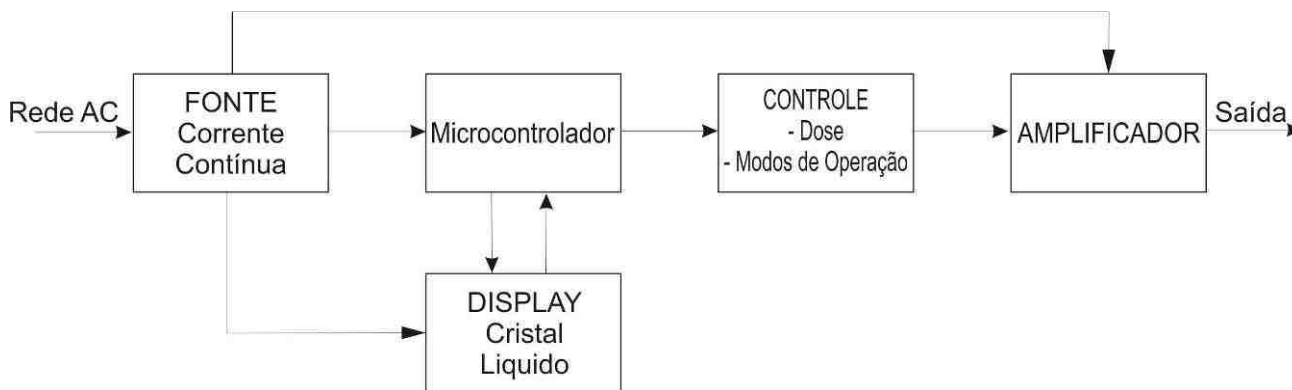 Rede AC
FONTE
Corrente
Contínua
Microcontrolador
CONTROLE
- Dose
- Modos de Operação
AMPLIFICADOR
Saída
DISPLAY
Cristal
Liquido